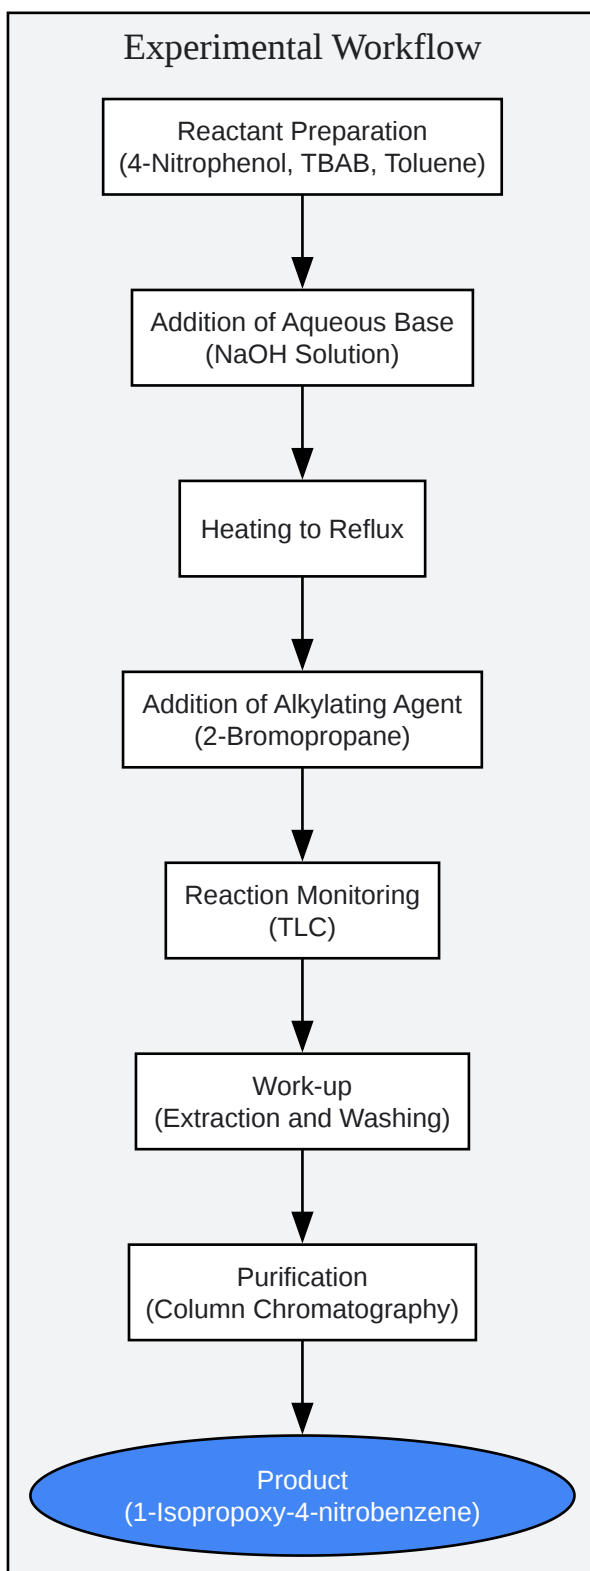 Experimental Workflow
Reactant Preparation
(4-Nitrophenol, TBAB, Toluene)
Addition of Aqueous Base
(NaOH Solution)
Heating to Reflux
Addition of Alkylating Agent
(2-Bromopropane)
Reaction Monitoring
(TLC)
Work-up
(Extraction and Washing)
Purification
(Column Chromatography)
Product
(1-Isopropoxy-4-nitrobenzene)